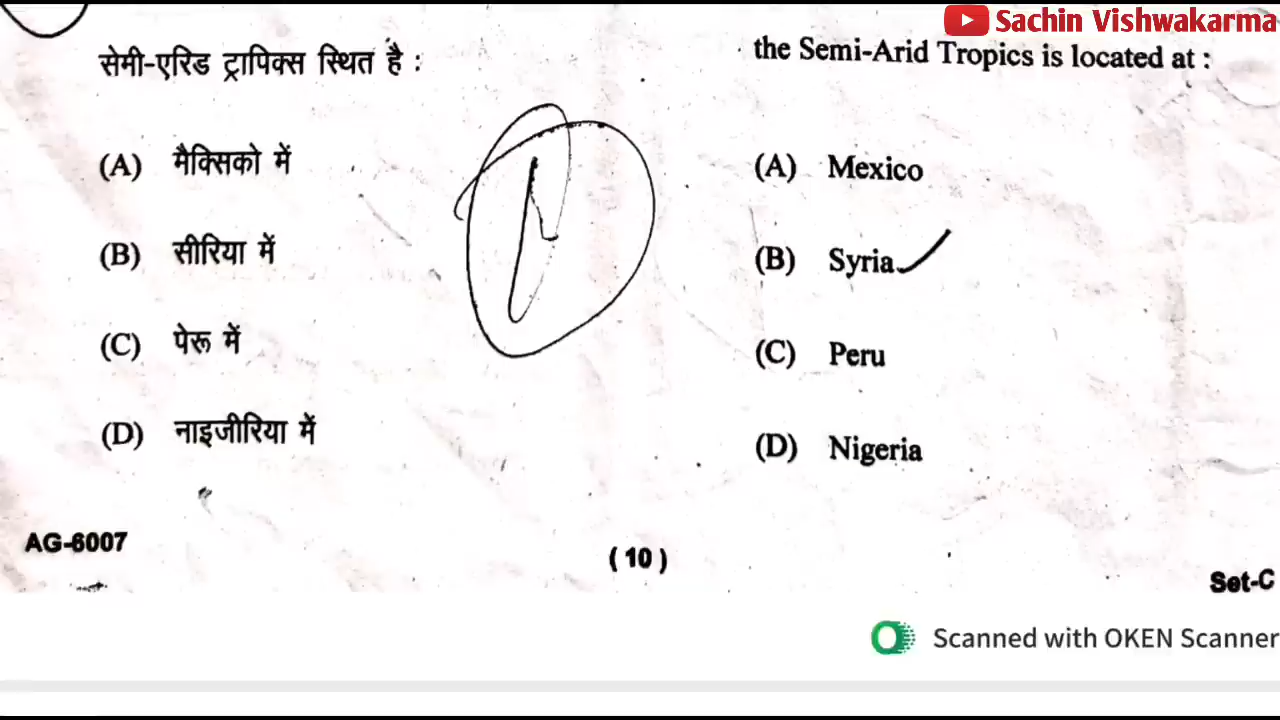 Sachin Vishwakarma
सेमी-एरिड ट्रापिक्स स्थित है :
(A) मैक्सिको में
(B) सीरिया में
(C) पेरू में
(D) नाइजीरिया में
the Semi-Arid Tropics is located at :
(A) Mexico
(B) Syria
(C) Peru
(D) Nigeria
AG-6007
( 10 )
Set-C
Scanned with OKEN Scanner